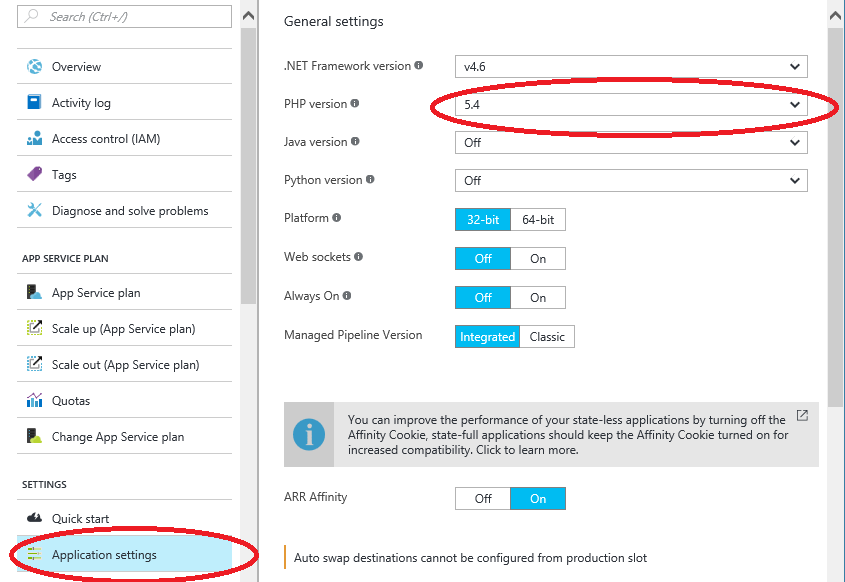 Search (Ctrl+/)
Overview
Activity log
Access control (IAM)
Tags
Diagnose and solve problems
APP SERVICE PLAN
App Service plan
Scale up (App Service plan)
Scale out (App Service plan)
Quotas
Change App Service plan
SETTINGS
Quick start
Application settings
General settings
.NET Framework version
v4.6
PHP version
5.4
Java version
Off
Python version
Off
Platform
32-bit 64-bit
Web sockets
Off On
Always On
Off On
Managed Pipeline Version
Integrated Classic
You can improve the performance of your state-less applications by turning off the
Affinity Cookie, state-full applications should keep the Affinity Cookie turned on for
increased compatibility. Click to learn more.
ARR Affinity
Off On
Auto swap destinations cannot be configured from production slot